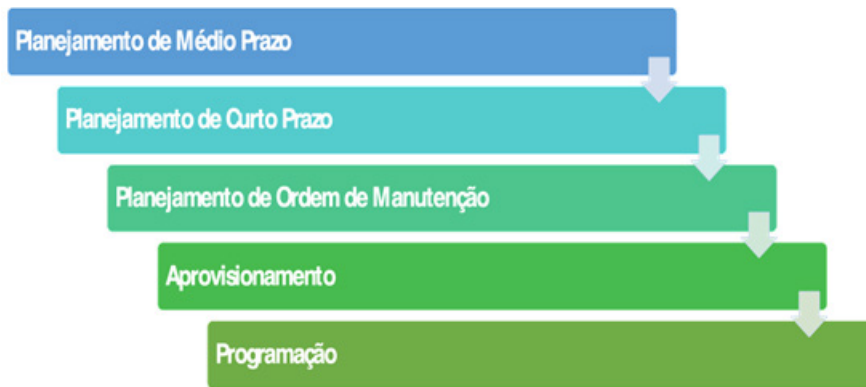 Planejamento de Médio Prazo
Planejamento de Curto Prazo
Planejamento de Ordem de Manutenção
Aprovisionamento
Programação